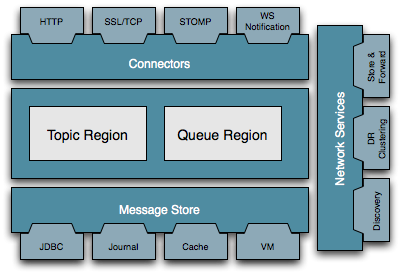 HTTP
SSL/TCP
STOMP
WS
Notification
Connectors
Topic Region
Queue Region
Message Store
JDBC
Journal
Cache
VM
Network Services
Store &
Forward
DR
Clustering
Discovery